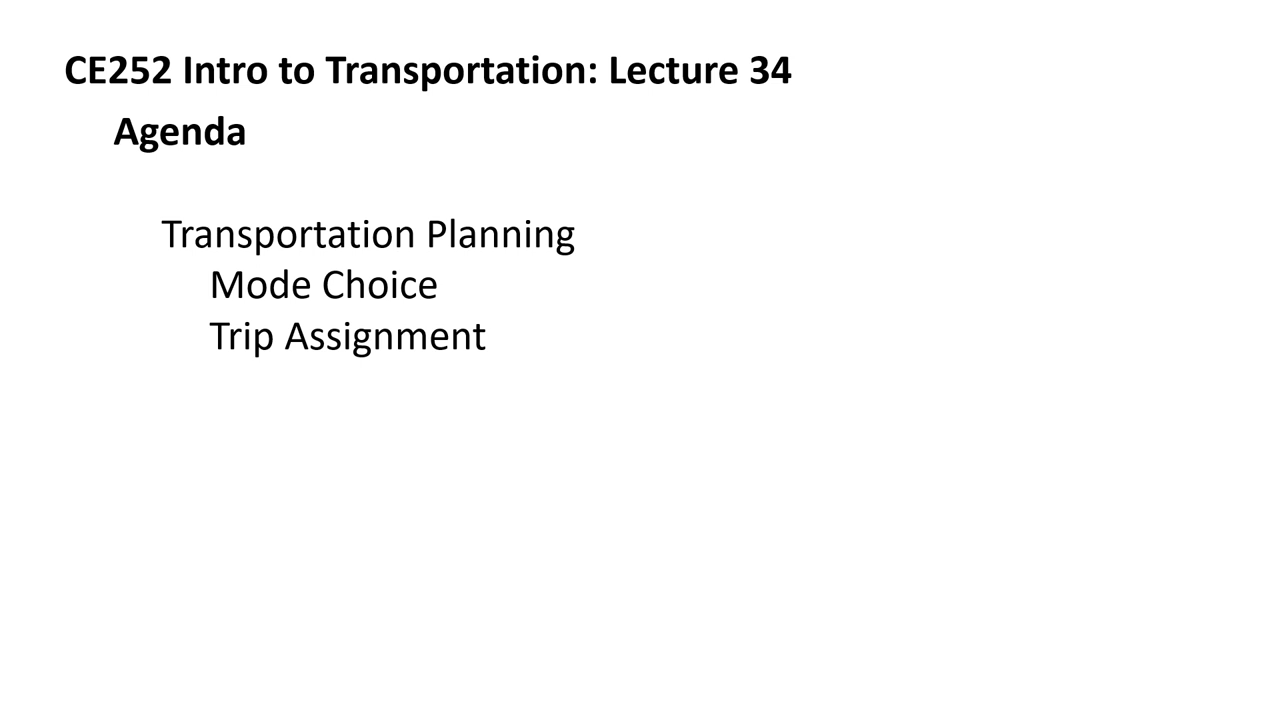 CE252 Intro to Transportation: Lecture 34
Agenda
Transportation Planning
Mode Choice
Trip Assignment